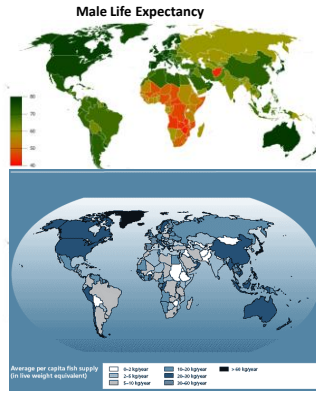 Male Life Expectancy
80
70
60
50
40
Average per capita fish supply
(in live weight equivalent)
0–2 kg/year
2–5 kg/year
5–10 kg/year
10–20 kg/year
20–30 kg/year
30–60 kg/year
>60 kg/year